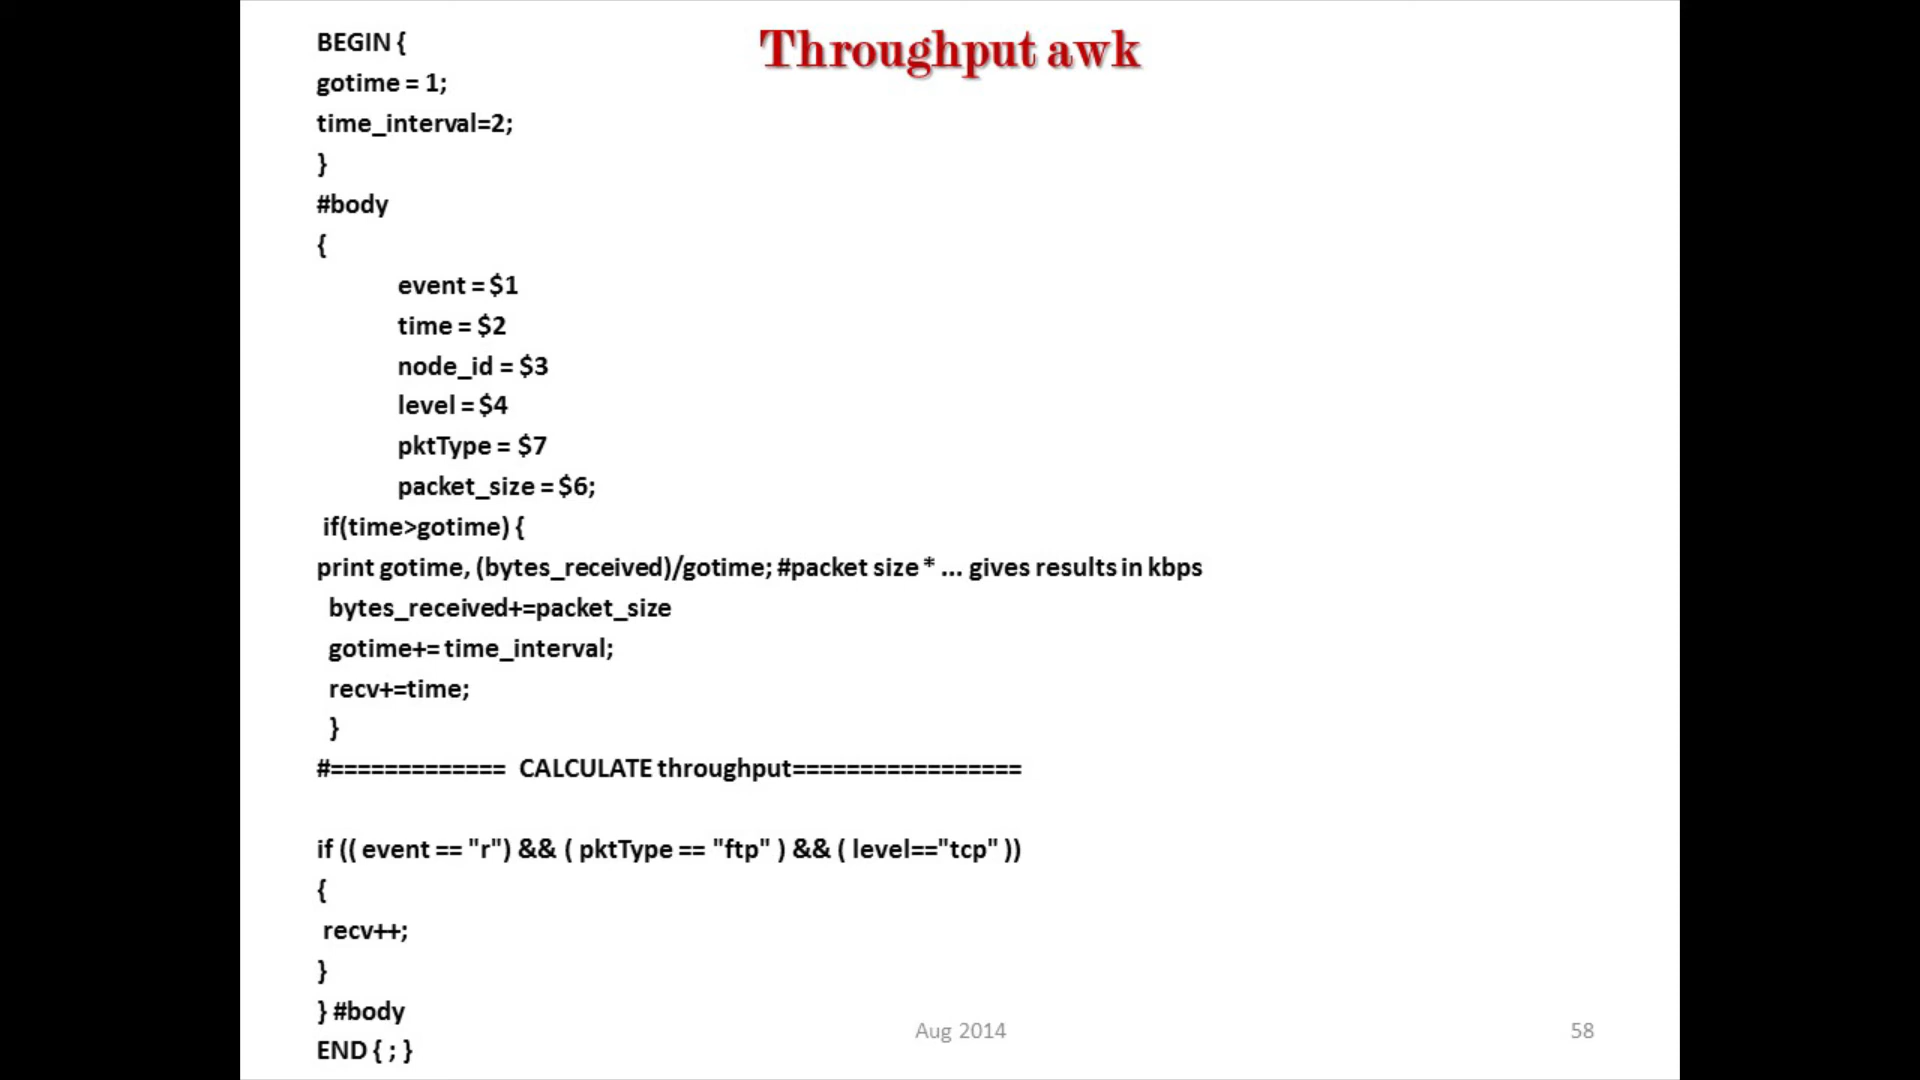 Throughput awk
BEGIN {
gotime = 1;
time_interval=2;
}
#body
{
event = $1
time = $2
node_id = $3
level = $4
pktType = $7
packet_size = $6;
if(time>gotime) {
print gotime, (bytes_received)/gotime; #packet size * ... gives results in kbps
bytes_received+=packet_size
gotime+= time_interval;
recv+=time;
}
#============= CALCULATE throughput=================
if (( event == "r") && ( pktType == "ftp" ) && ( level=="tcp" ))
{
recv++;
}
} #body
END { ; }
Aug 2014
58